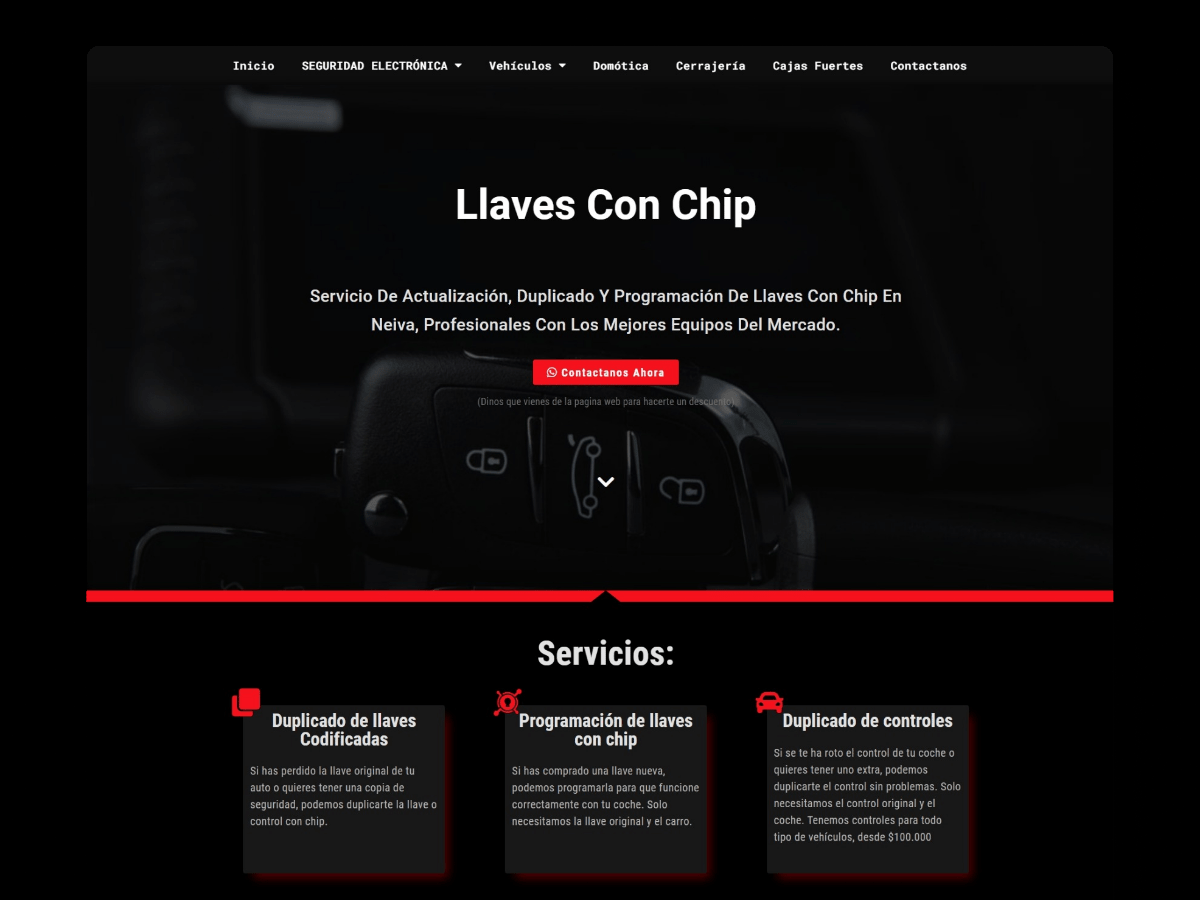 Inicio SEGURIDAD ELECTRÓNICA Vehículos Domótica Cerrajería Cajas Fuertes Contactanos
Llaves Con Chip
Servicio De Actualización, Duplicado Y Programación De Llaves Con Chip En
Neiva, Profesionales Con Los Mejores Equipos Del Mercado.
Contactanos Ahora
(Dinos que vienes de la pagina web para hacerte un descuento)
Servicios:
Duplicado de llaves
Codificadas
Si has perdido la llave original de tu
auto o quieres tener una copia de
seguridad, podemos duplicarte la llave o
control con chip.
Programación de llaves
con chip
Si has comprado una llave nueva,
podemos programarla para que funcione
correctamente con tu coche. Solo
necesitamos la llave original y el carro.
Duplicado de controles
Si se te ha roto el control de tu coche o
quieres tener uno extra, podemos
duplicarte el control sin problemas. Solo
necesitamos el control original y el
coche. Tenemos controles para todo
tipo de vehículos, desde $100.000